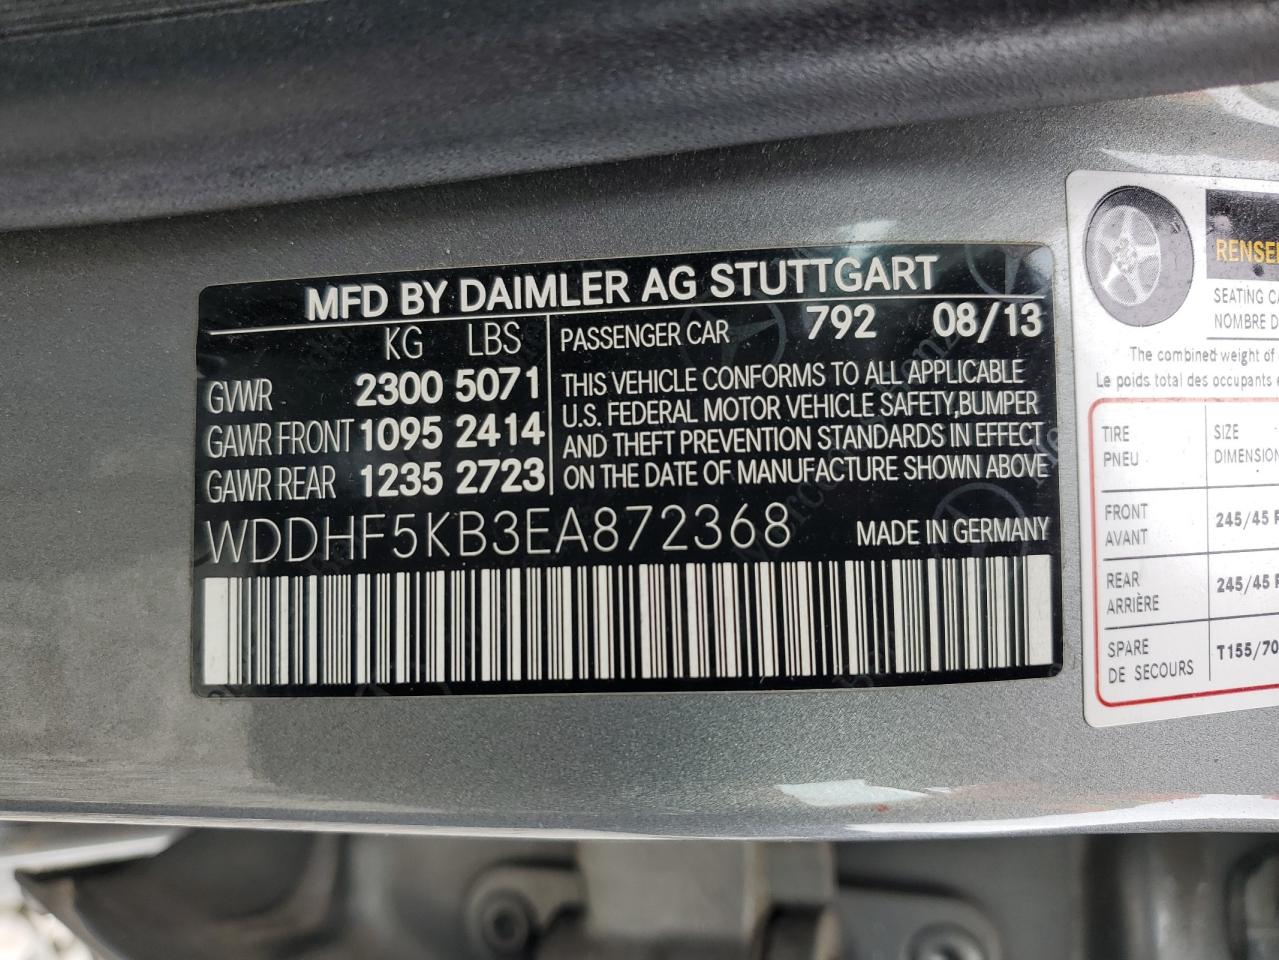 MFD BY DAIMLER AG STUTTGART
KG LBS
GVWR 2300 5071
GAWR FRONT 1095 2414
GAWR REAR 1235 2723
PASSENGER CAR 792 08/13
THIS VEHICLE CONFORMS TO ALL APPLICABLE
U.S. FEDERAL MOTOR VEHICLE SAFETY,BUMPER
AND THEFT PREVENTION STANDARDS IN EFFECT
ON THE DATE OF MANUFACTURE SHOWN ABOVE
WDDHF5KB3EA872368 MADE IN GERMANY
RENSEI
SEATING CA
NOMBRE D
The combined weight of
Le poids total des occupants e
TIRE SIZE
PNEU DIMENSION
FRONT
AVANT
245/45 R
REAR
ARRIÈRE
245/45 R
SPARE
DE SECOURS
T155/70